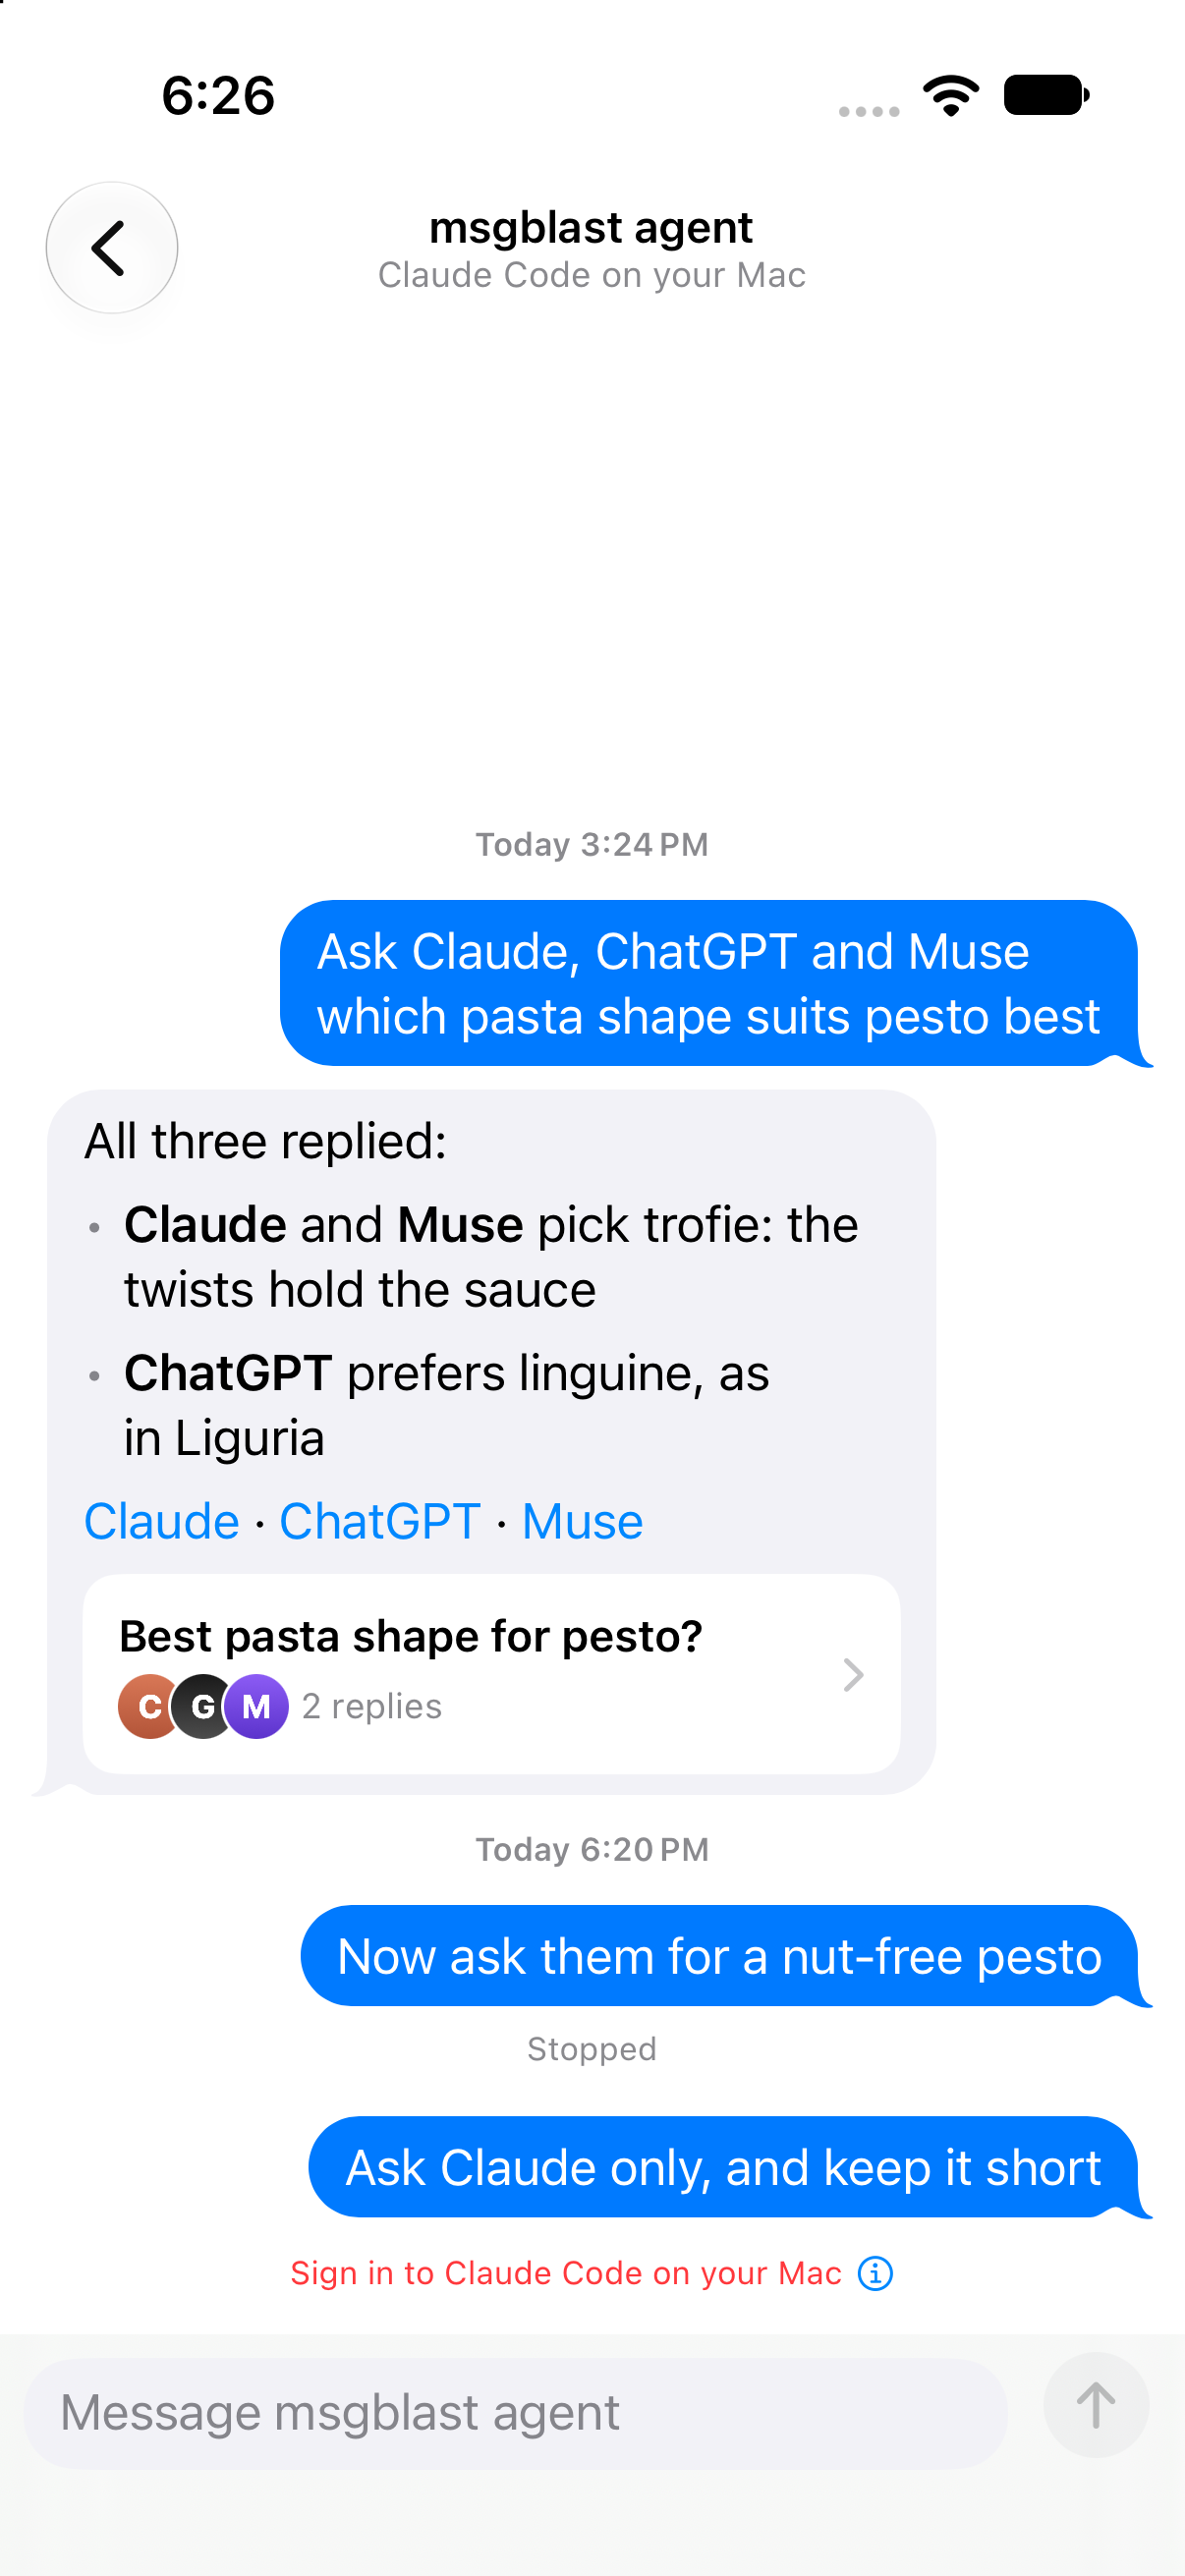 6:26
msgblast agent
Claude Code on your Mac
Today 3:24 PM
Ask Claude, ChatGPT and Muse
which pasta shape suits pesto best
All three replied:
• Claude and Muse pick trofie: the
twists hold the sauce
• ChatGPT prefers linguine, as
in Liguria
Claude · ChatGPT · Muse
Best pasta shape for pesto?
C G M 2 replies
Today 6:20 PM
Now ask them for a nut-free pesto
Stopped
Ask Claude only, and keep it short
Sign in to Claude Code on your Mac
Message msgblast agent